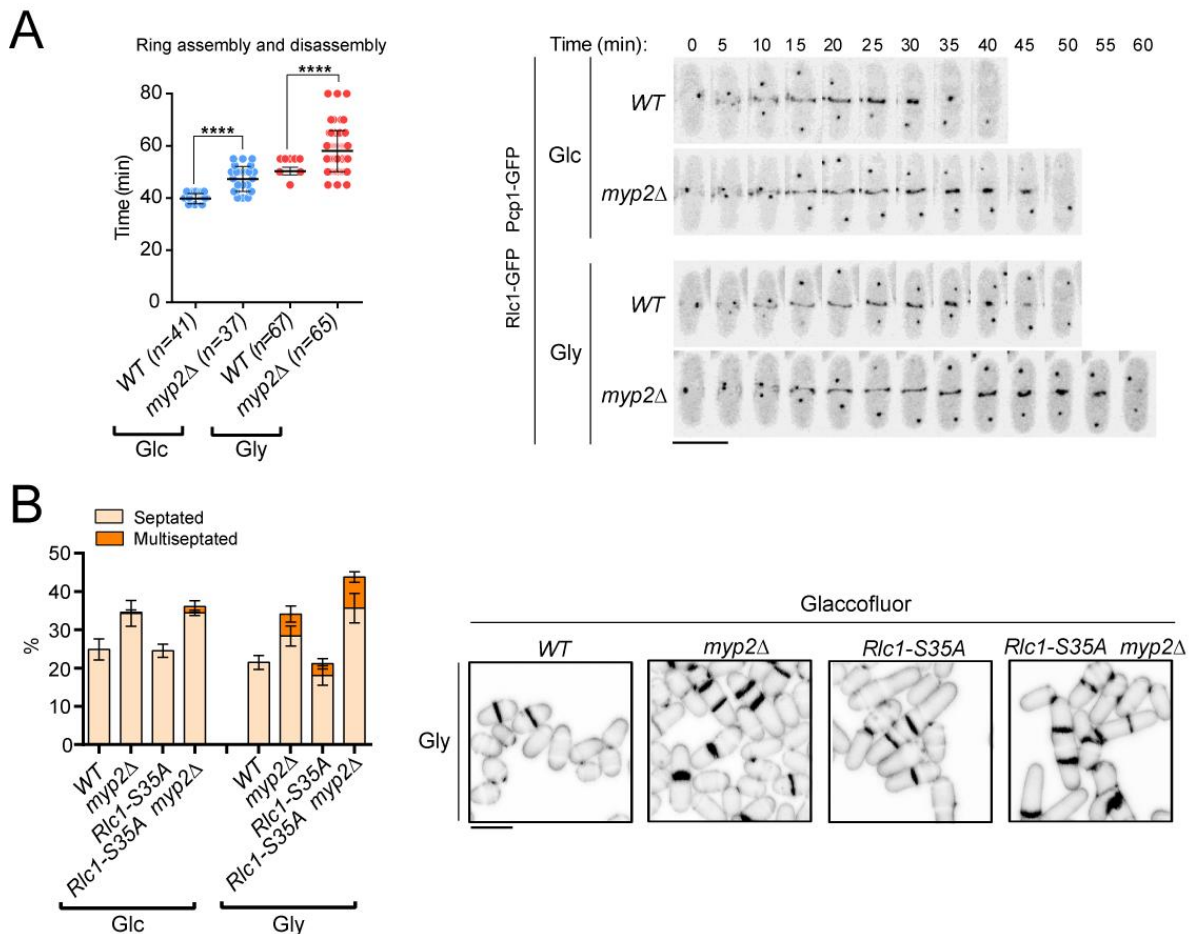 A
Ring assembly and disassembly
****
****
Time (min)
80
60
40
20
0
WT (n=41)
myp2Δ (n=37)
WT (n=67)
myp2Δ (n=65)
Glc
Gly
Time (min): 0 5 10 15 20 25 30 35 40 45 50 55 60
Rlc1-GFP Pcp1-GFP
Glc
WT
myp2Δ
Gly
WT
myp2Δ
B
Septated
Multiseptated
%
50
40
30
20
10
0
WT
myp2Δ
Rlc1-S35A
Rlc1-S35A myp2Δ
WT
myp2Δ
Rlc1-S35A
Rlc1-S35A myp2Δ
Glc
Gly
Glaccofluor
WT myp2Δ Rlc1-S35A Rlc1-S35A myp2Δ
Gly